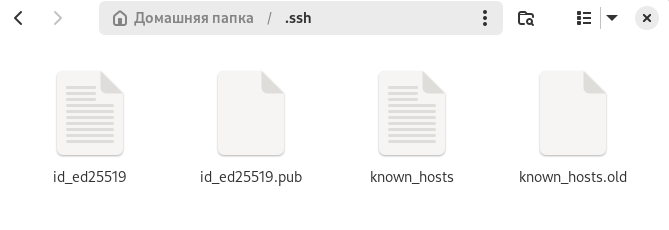 Домашняя папка / .ssh
id_ed25519
id_ed25519.pub
known_hosts
known_hosts.old